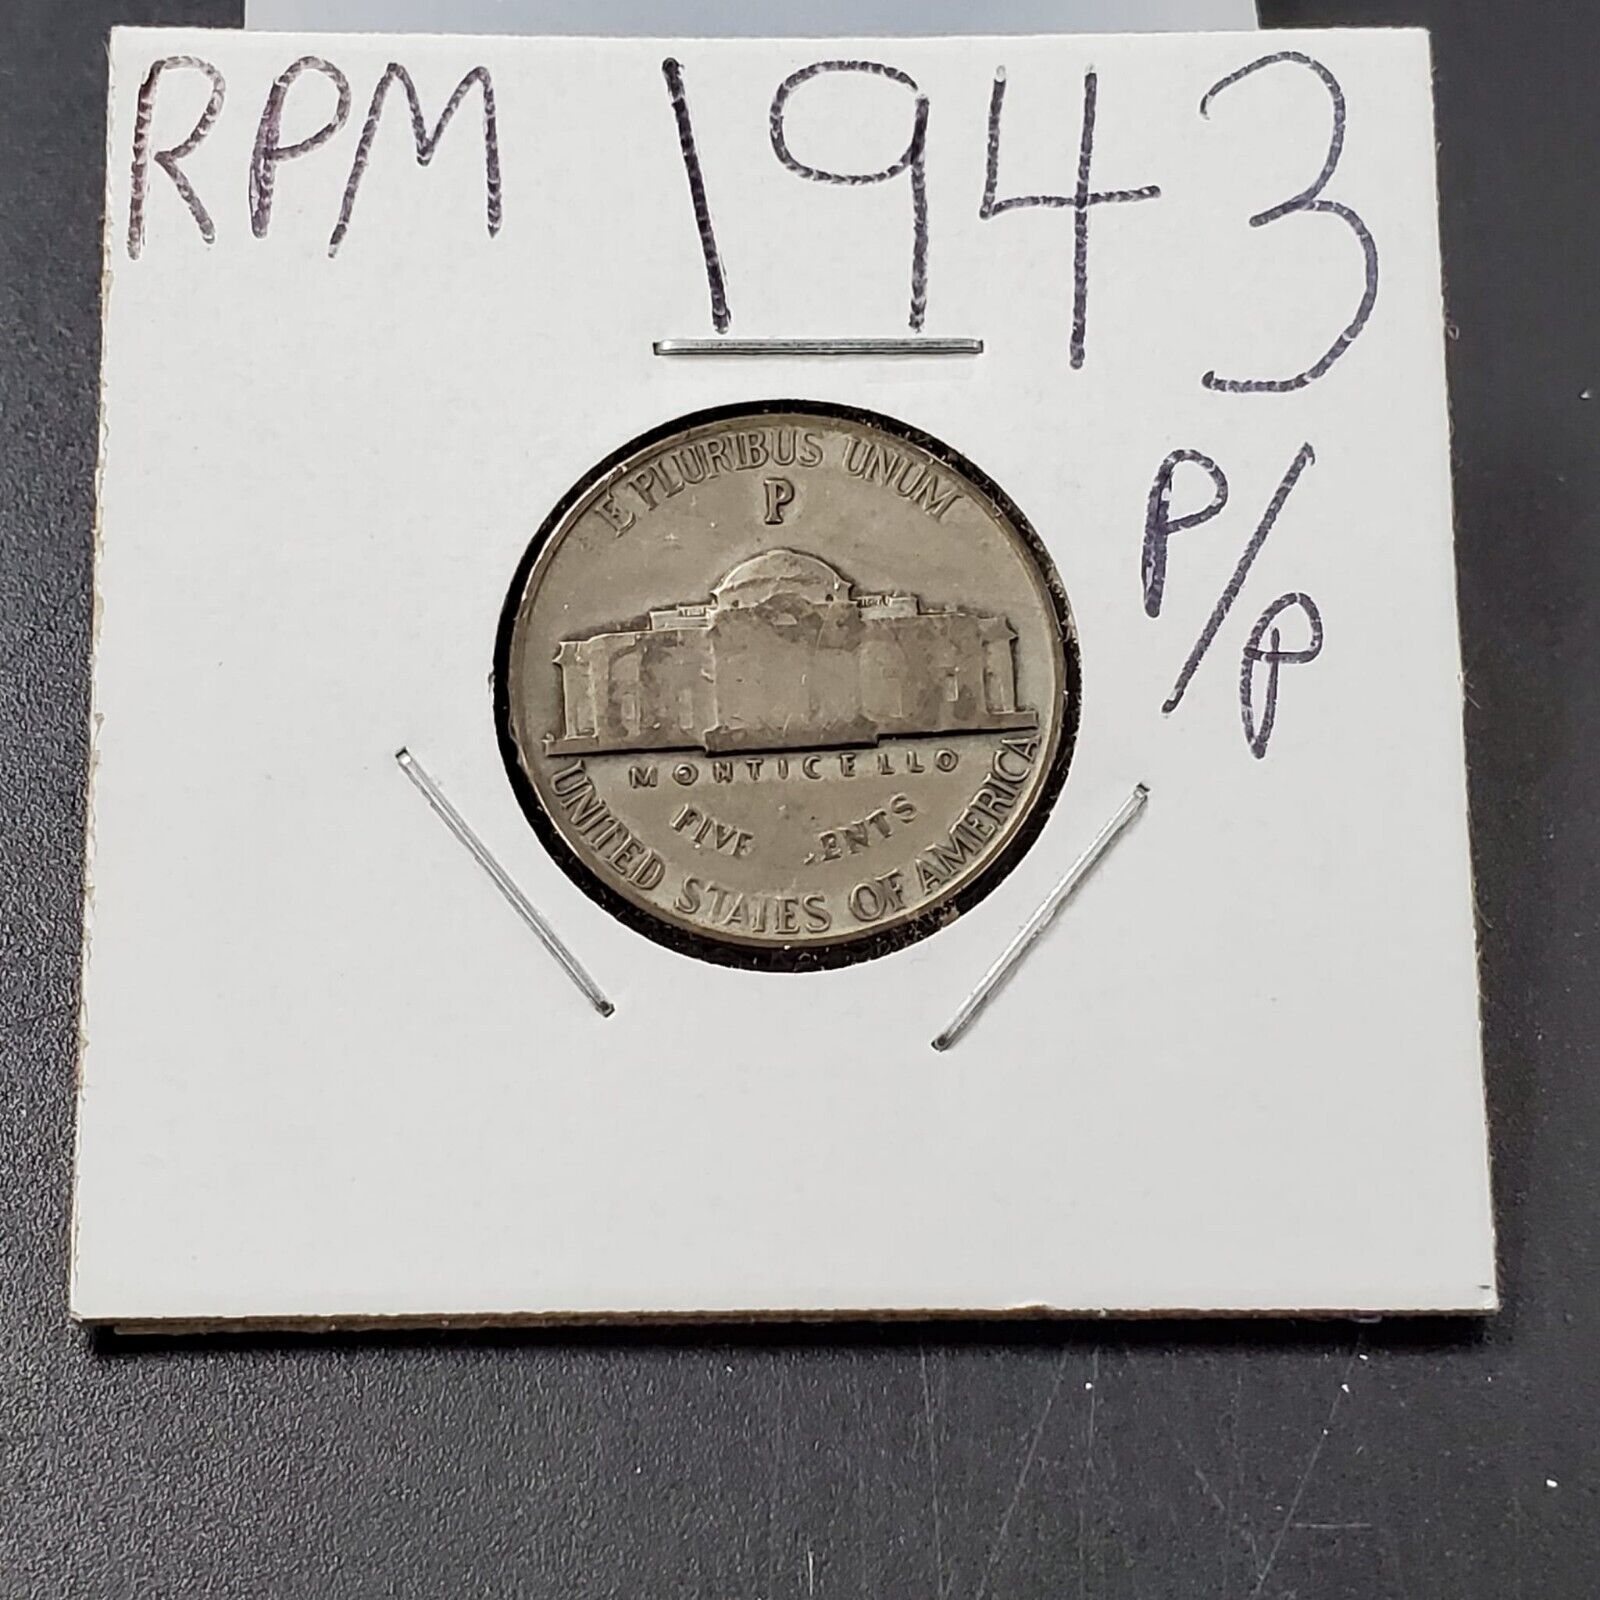 RPM 1943
P/P
E PLURIBUS UNUM
P
MONTICELLO
FIVE CENTS
UNITED STATES OF AMERICA